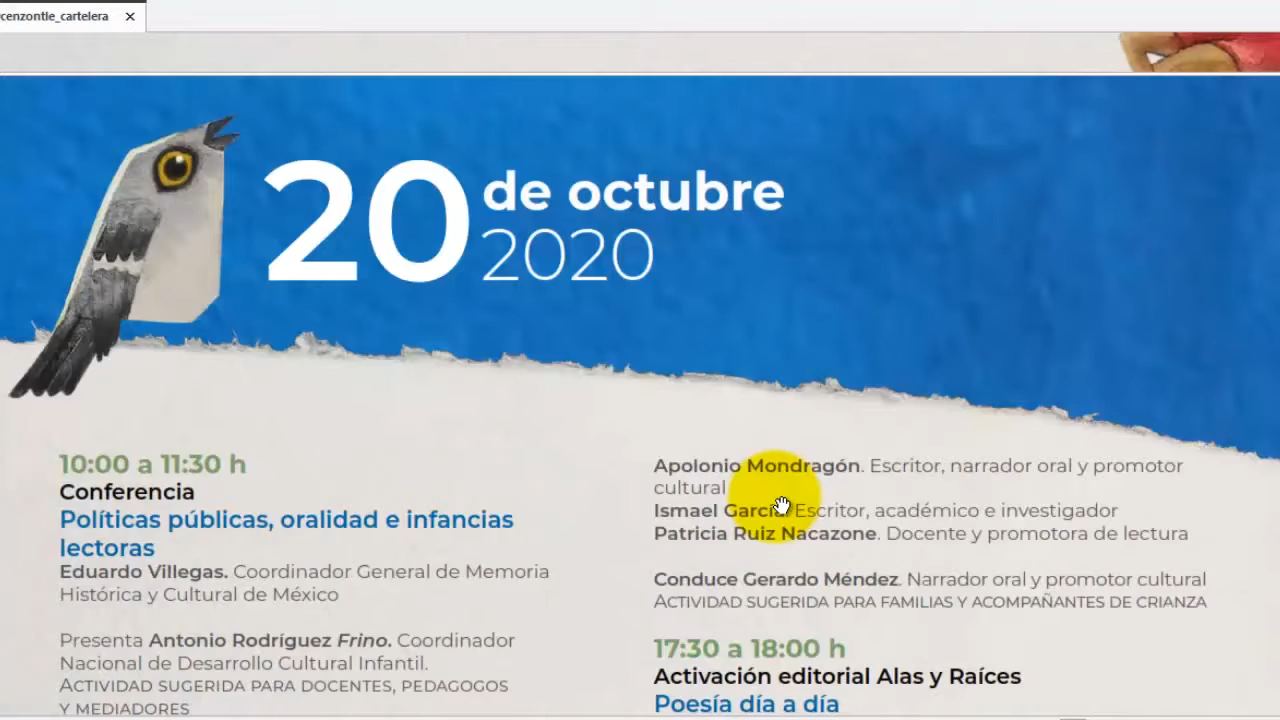 cenzontle_cartelera
20 de octubre
2020
10:00 a 11:30 h
Conferencia
Políticas públicas, oralidad e infancias
lectoras
Eduardo Villegas. Coordinador General de Memoria
Histórica y Cultural de México
Presenta Antonio Rodríguez Frino. Coordinador
Nacional de Desarrollo Cultural Infantil.
ACTIVIDAD SUGERIDA PARA DOCENTES, PEDAGOGOS
Y MEDIADORES
Apolonio Mondragón. Escritor, narrador oral y promotor
cultural
Ismael García. Escritor, académico e investigador
Patricia Ruiz Nacazone. Docente y promotora de lectura
Conduce Gerardo Méndez. Narrador oral y promotor cultural
ACTIVIDAD SUGERIDA PARA FAMILIAS Y ACOMPAÑANTES DE CRIANZA
17:30 a 18:00 h
Activación editorial Alas y Raíces
Poesía día a día